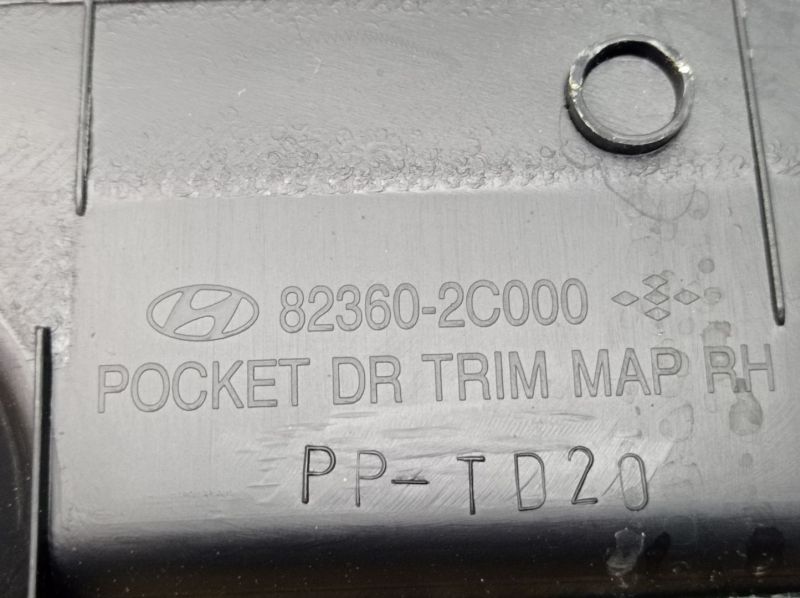 82360-2C000
POCKET DR TRIM MAP RH
PP-TD20